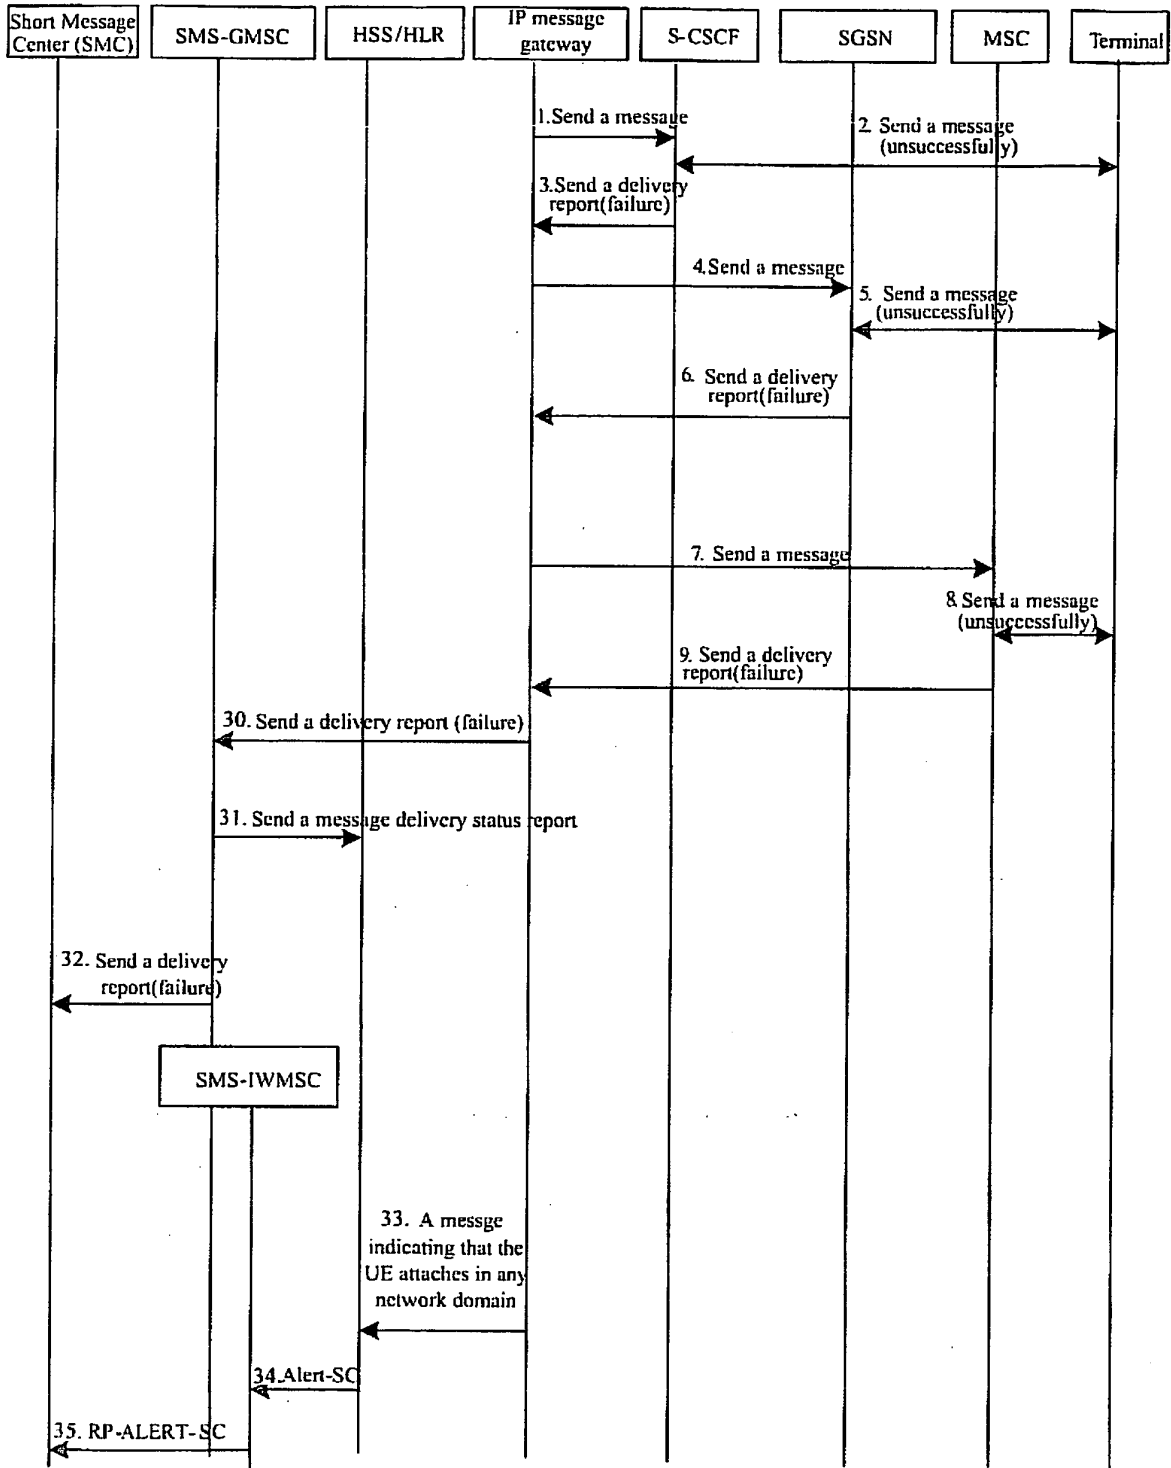 Short Message
Center (SMC)
SMS-GMSC
HSS/HLR
IP message
gateway
S-CSCF
SGSN
MSC
Terminal
1.Send a message
2. Send a message
(unsuccessfully)
3.Send a delivery
report(failure)
4.Send a message
5. Send a message
(unsuccessfully)
6. Send a delivery
report(failure)
7. Send a message
8. Send a message
(unsuccessfully)
9. Send a delivery
report(failure)
30. Send a delivery report (failure)
31. Send a message delivery status report
32. Send a delivery
report(failure)
SMS-IWMSC
33. A messge
indicating that the
UE attaches in any
network domain
34.Alert-SC
35. RP-ALERT-SC